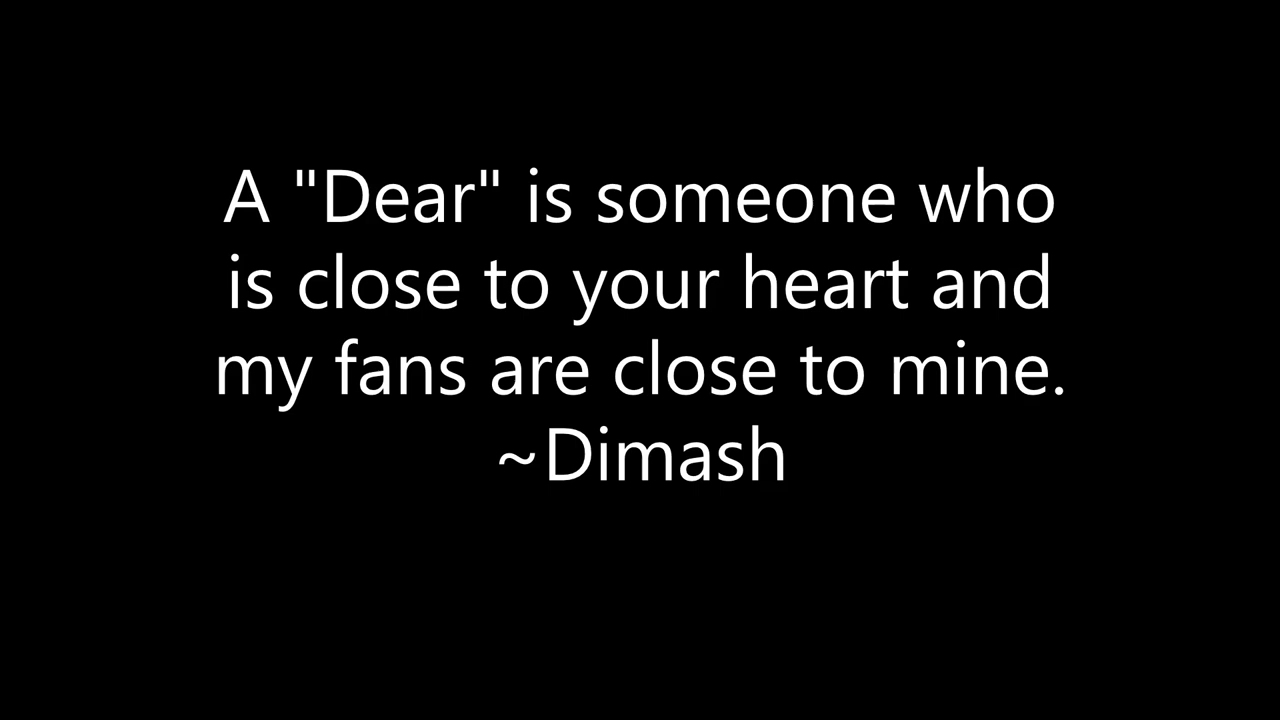 A "Dear" is someone who
is close to your heart and
my fans are close to mine.
~Dimash